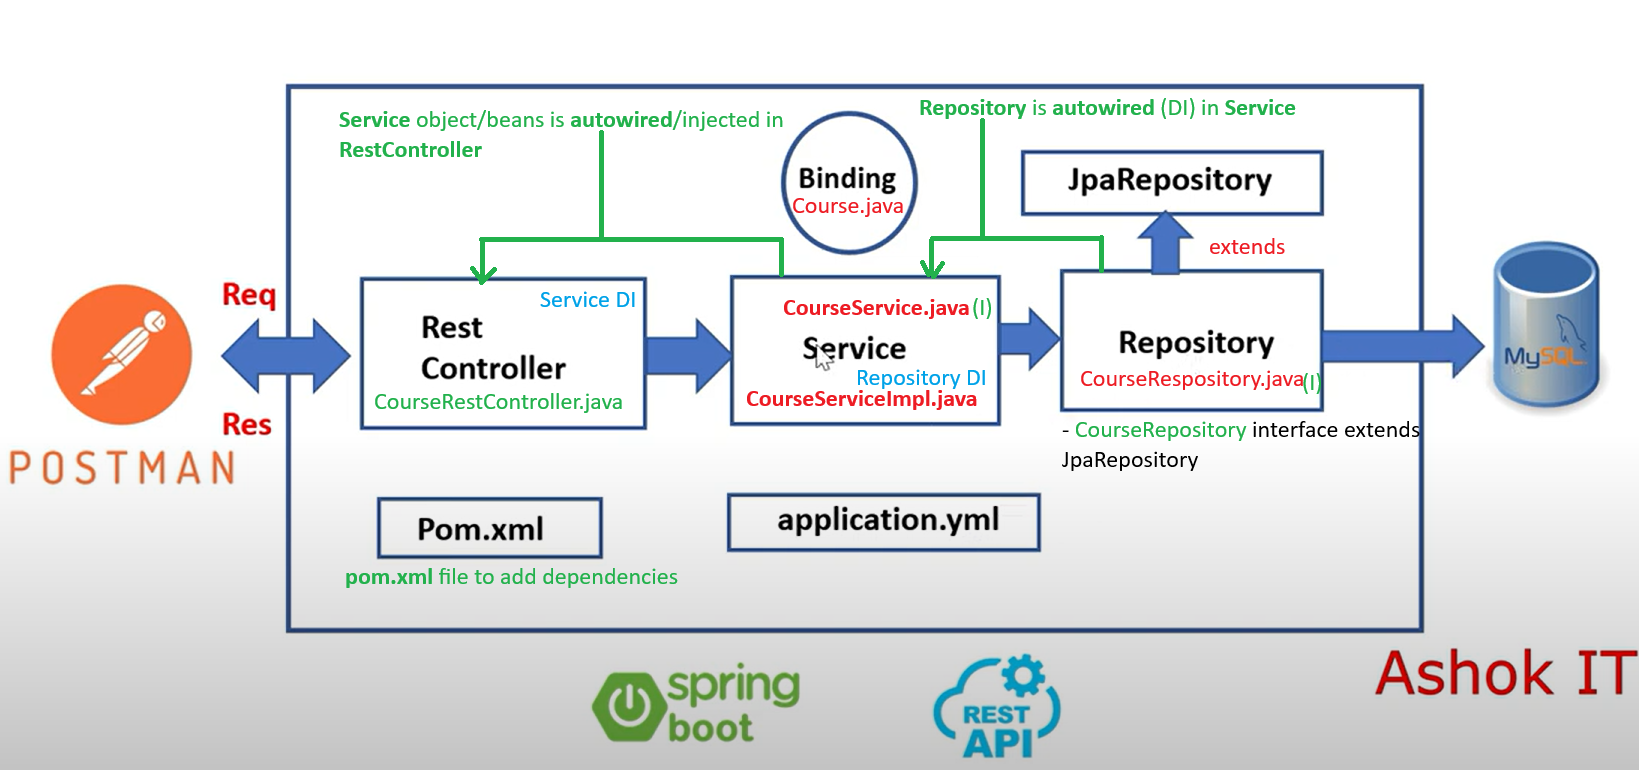 Service object/beans is autowired/injected in
RestController
Repository is autowired (DI) in Service
Binding
Course.java
JpaRepository
extends
Req
Res
POSTMAN
Service DI
Rest
Controller
CourseRestController.java
CourseService.java (I)
Service
Repository DI
CourseServiceImpl.java
Repository
CourseRespository.java(I)
- CourseRepository interface extends
JpaRepository
MySQL
Pom.xml
pom.xml file to add dependencies
application.yml
spring
boot
REST
API
Ashok IT